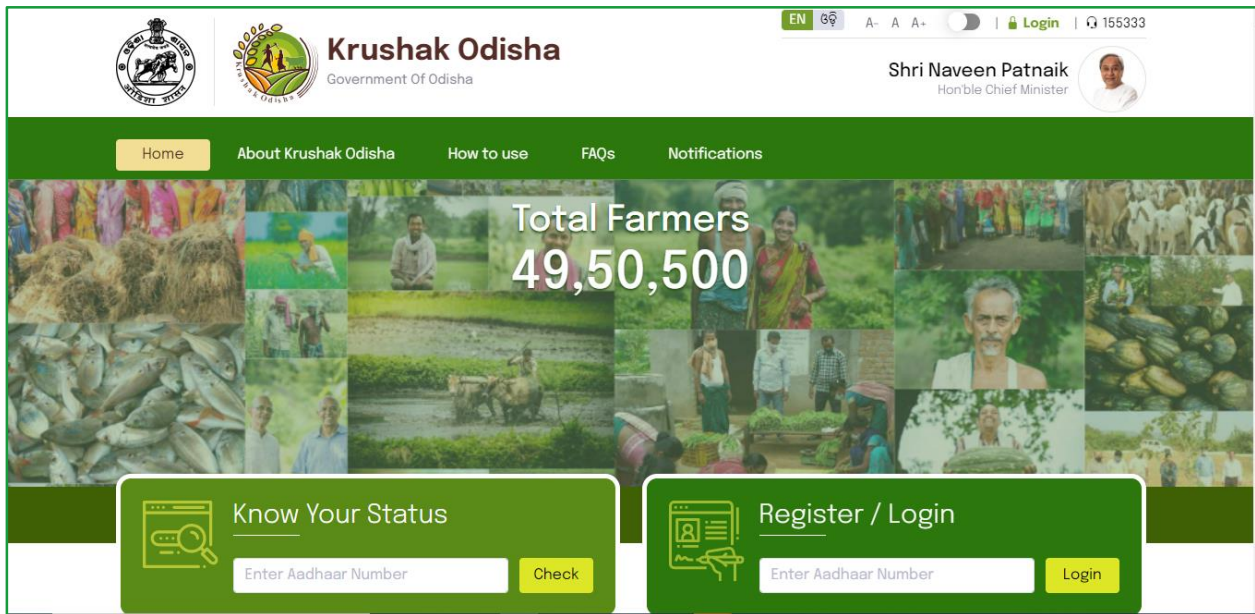 EN ଓଡ଼ି A- A A+ | Login | 155333
Krushak Odisha
Government Of Odisha
Shri Naveen Patnaik
Hon'ble Chief Minister
Krushak Odisha
Home About Krushak Odisha How to use FAQs Notifications
Total Farmers
49,50,500
Know Your Status
Enter Aadhaar Number Check
Register / Login
Enter Aadhaar Number Login